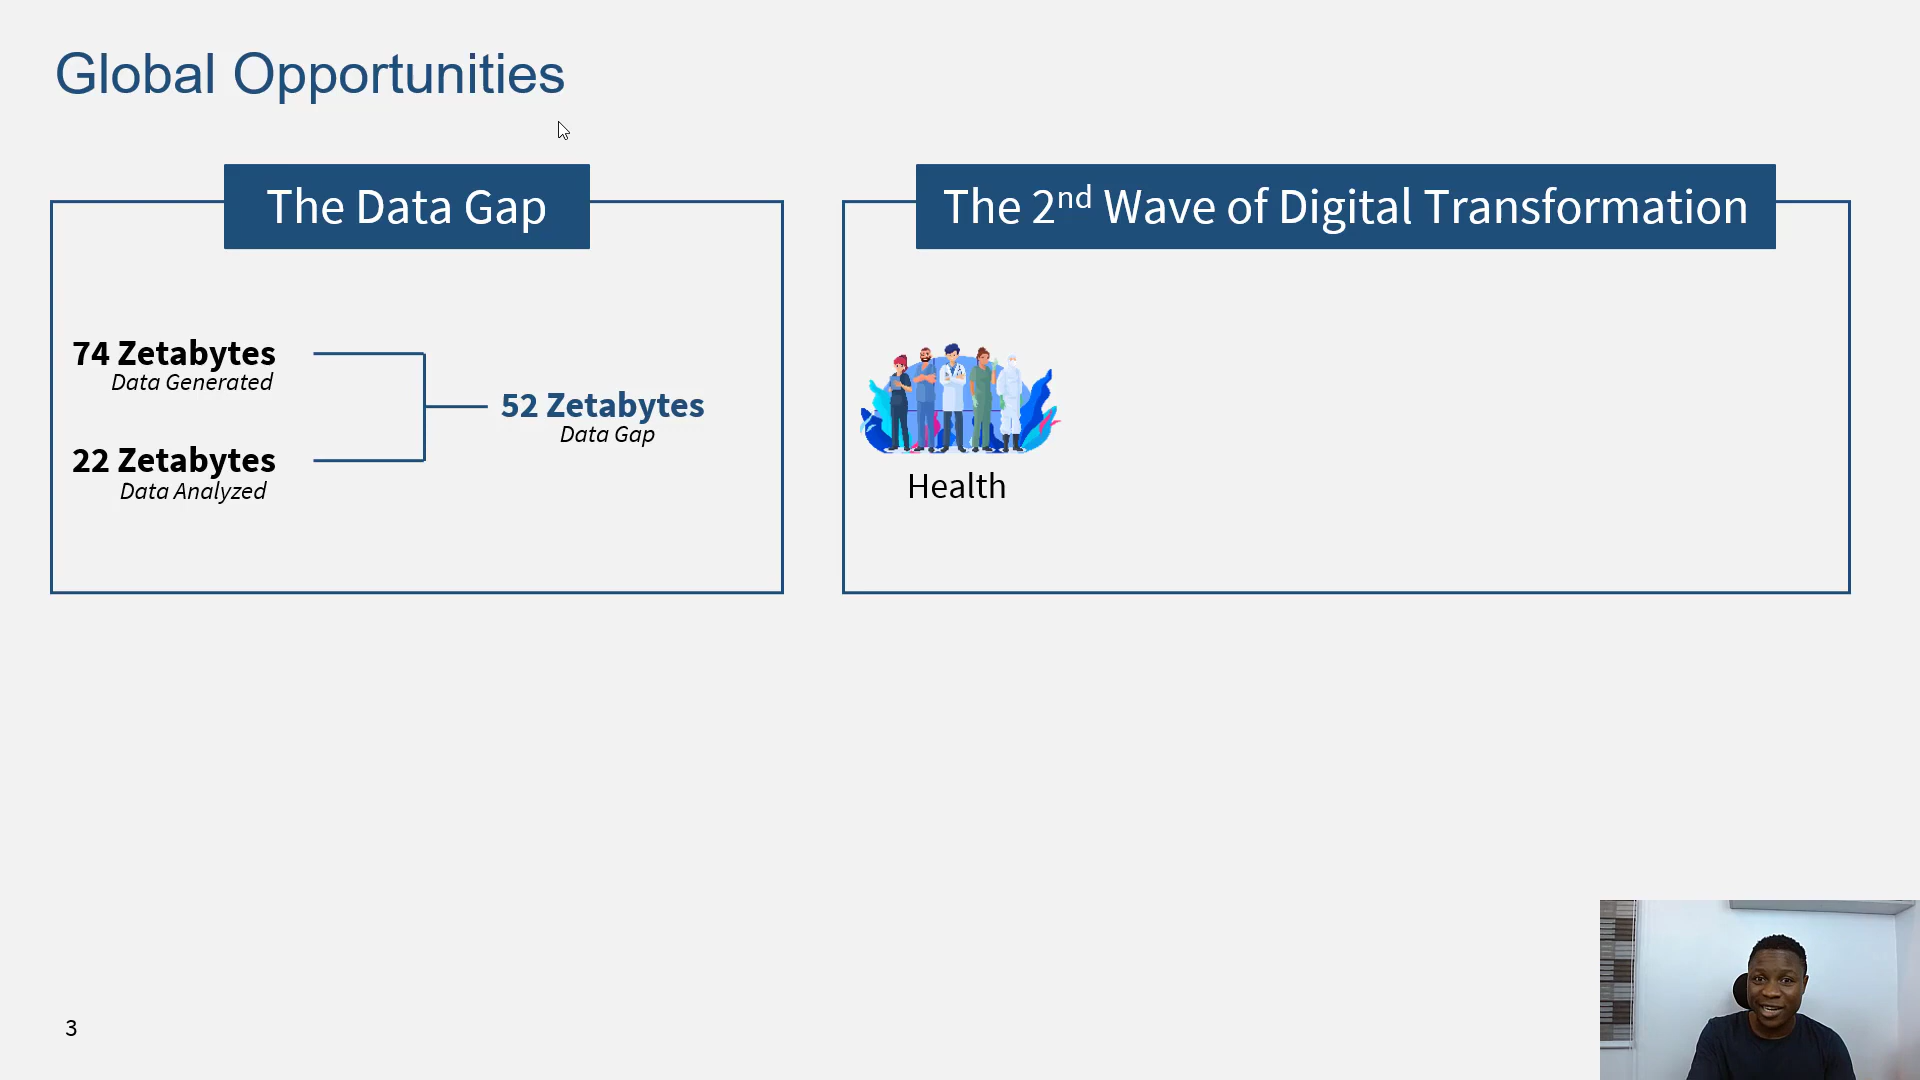 Global Opportunities
The Data Gap
74 Zetabytes
Data Generated
22 Zetabytes
Data Analyzed
52 Zetabytes
Data Gap
The 2nd Wave of Digital Transformation
Health
3